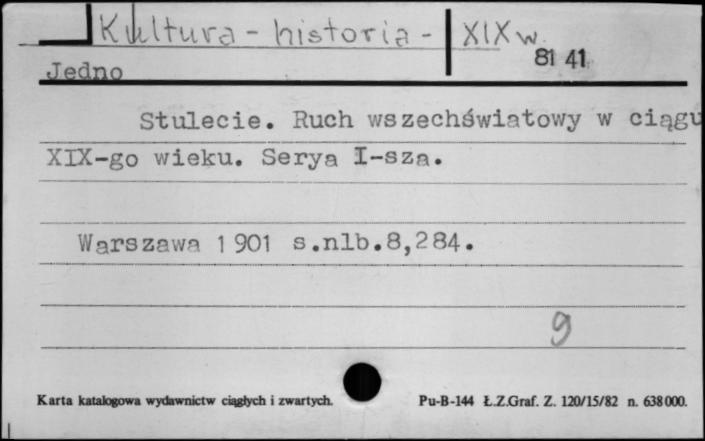 Kultura - historia - XIX w.
81 41
Jedno
Stulecie. Ruch wszechświatowy w ciągu
XIX-go wieku. Serya I-sza.
Warszawa 1901 s.nlb.8,284.
9
Karta katalogowa wydawnictw ciągłych i zwartych. Pu-B-144 Ł.Z.Graf. Z. 120/15/82 n. 638000.